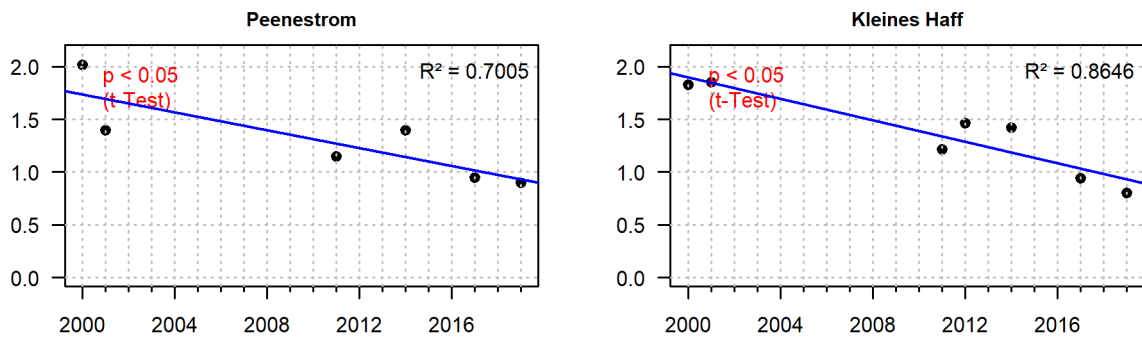 Peenestrom
2.0
1.5
1.0
0.5
0.0
p < 0.05
(t-Test)
R² = 0.7005
2000 2004 2008 2012 2016
Kleines Haff
2.0
1.5
1.0
0.5
0.0
p < 0.05
(t-Test)
R² = 0.8646
2000 2004 2008 2012 2016